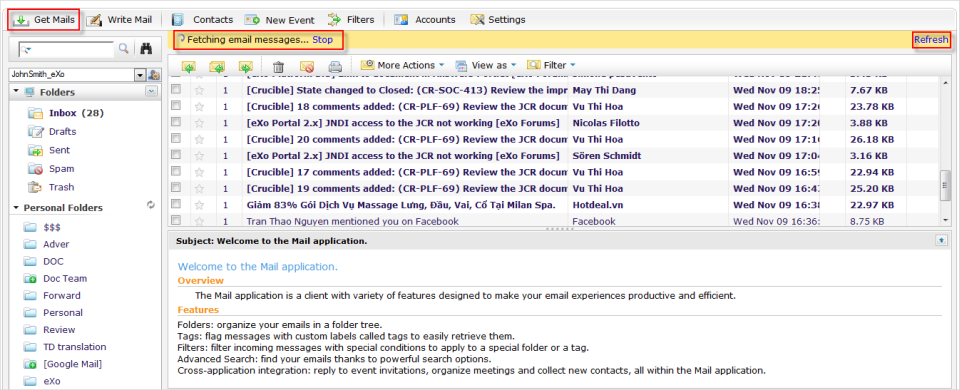 Get Mails Write Mail Contacts New Event Filters Accounts Settings
Fetching email messages... Stop Refresh
JohnSmith_eXo
Folders
Inbox (28)
Drafts
Sent
Spam
Trash
Personal Folders
$$$
Adver
DOC
Doc Team
Forward
Personal
Review
TD translation
[Google Mail]
eXo
More Actions View as Filter
1 [Crucible] State changed to Closed: (CR-SOC-413) Review the impr May Thi Dang Wed Nov 09 18:25 7.67 KB
1 [Crucible] 18 comments added: (CR-PLF-69) Review the JCR docum Vu Thi Hoa Wed Nov 09 17:20 23.78 KB
1 [eXo Portal 2.x] JNDI access to the JCR not working [eXo Forums] Nicolas Filotto Wed Nov 09 17:20 3.88 KB
1 [Crucible] 20 comments added: (CR-PLF-69) Review the JCR docum Vu Thi Hoa Wed Nov 09 17:10 26.18 KB
1 [eXo Portal 2.x] JNDI access to the JCR not working [eXo Forums] Sören Schmidt Wed Nov 09 17:04 3.16 KB
1 [Crucible] 17 comments added: (CR-PLF-69) Review the JCR docum Vu Thi Hoa Wed Nov 09 16:59 22.94 KB
1 [Crucible] 19 comments added: (CR-PLF-69) Review the JCR docum Vu Thi Hoa Wed Nov 09 16:47 25.20 KB
1 Giảm 83% Gói Dịch Vụ Massage Lưng, Đầu, Vai, Cổ Tại Milan Spa. Hotdeal.vn Wed Nov 09 16:38 22.97 KB
1 Tran Thao Nguyen mentioned you on Facebook Facebook Wed Nov 09 16:36: 8.75 KB
Subject: Welcome to the Mail application.
Welcome to the Mail application.
Overview
The Mail application is a client with variety of features designed to make your email experiences productive and efficient.
Features
Folders: organize your emails in a folder tree.
Tags: flag messages with custom labels called tags to easily retrieve them.
Filters: filter incoming messages with special conditions to apply to a special folder or a tag.
Advanced Search: find your emails thanks to powerful search options.
Cross-application integration: reply to event invitations, organize meetings and collect new contacts, all within the Mail application.